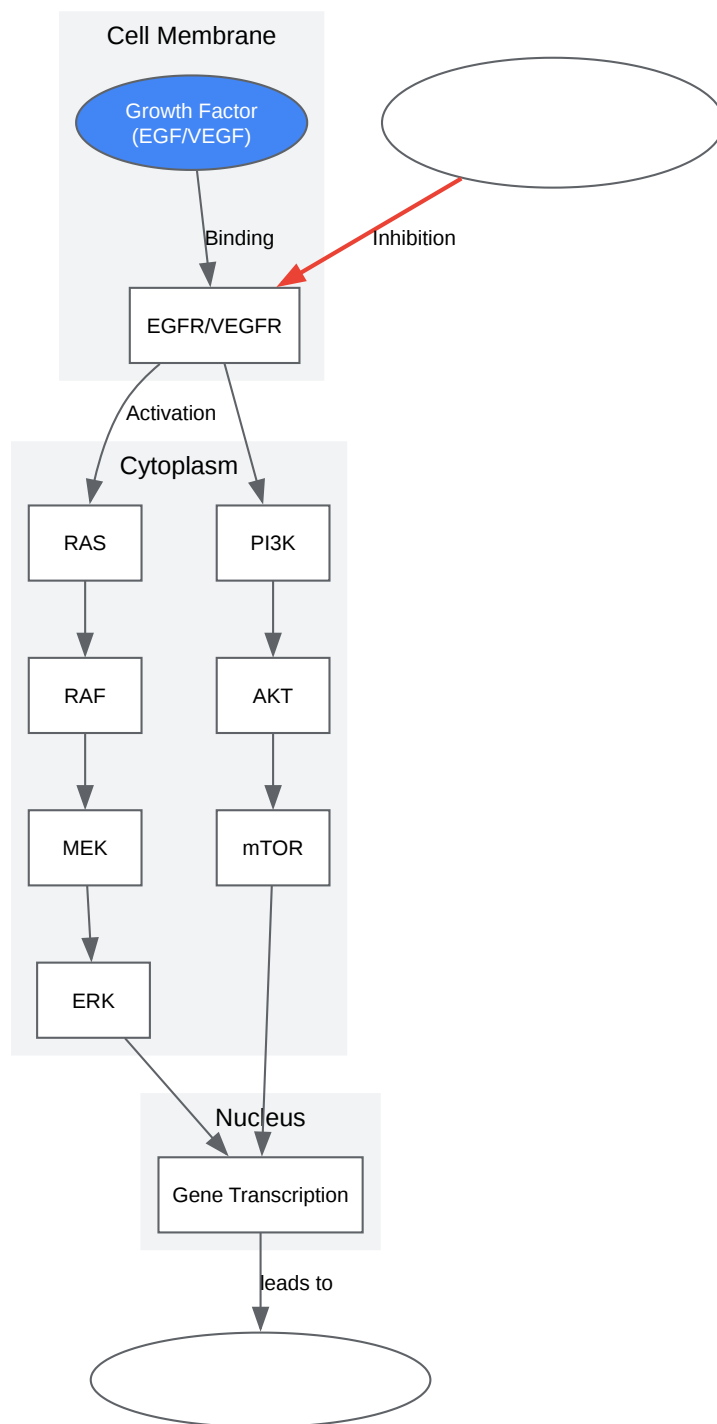 Cell Membrane
Growth Factor
(EGF/VEGF)
Binding
Inhibition
EGFR/VEGFR
Activation
Cytoplasm
RAS
PI3K
RAF
AKT
MEK
mTOR
ERK
Nucleus
Gene Transcription
leads to